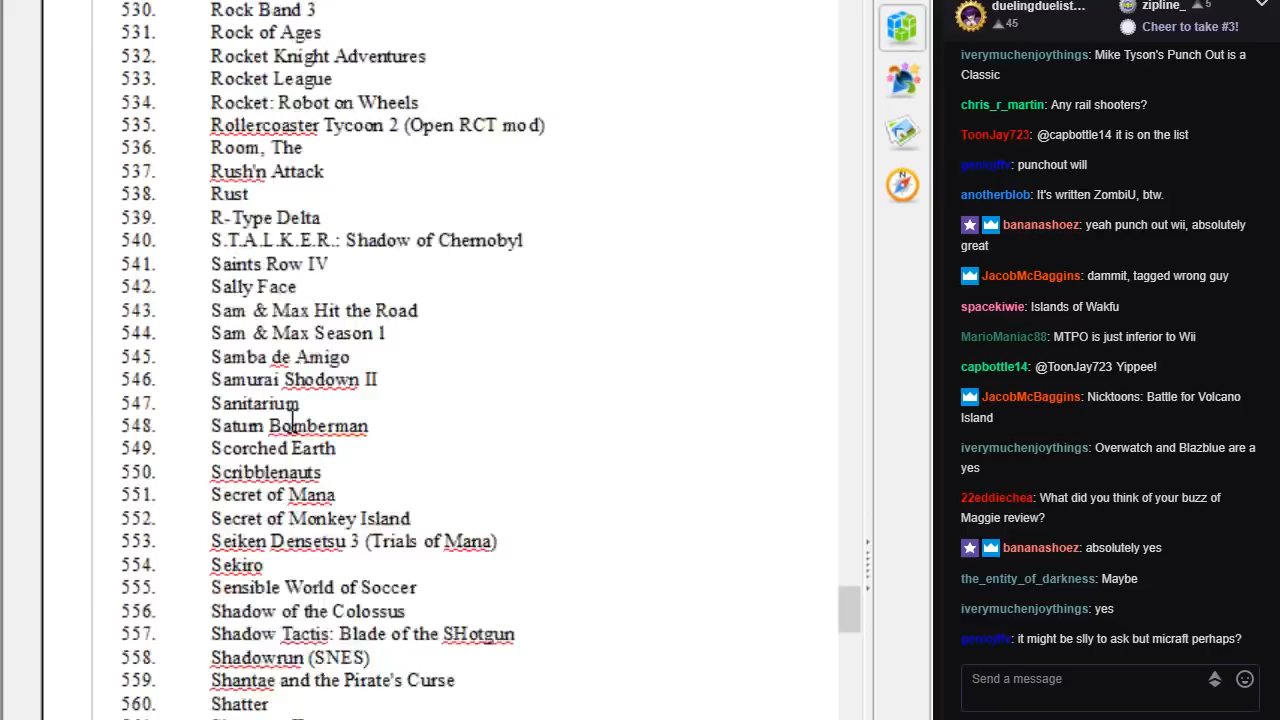 530. Rock Band 3
531. Rock of Ages
532. Rocket Knight Adventures
533. Rocket League
534. Rocket: Robot on Wheels
535. Rollercoaster Tycoon 2 (Open RCT mod)
536. Room, The
537. Rush'n Attack
538. Rust
539. R-Type Delta
540. S.T.A.L.K.E.R.: Shadow of Chernobyl
541. Saints Row IV
542. Sally Face
543. Sam & Max Hit the Road
544. Sam & Max Season 1
545. Samba de Amigo
546. Samurai Shodown II
547. Sanitarium
548. Saturn Bomberman
549. Scorched Earth
550. Scribblenauts
551. Secret of Mana
552. Secret of Monkey Island
553. Seiken Densetsu 3 (Trials of Mana)
554. Sekiro
555. Sensible World of Soccer
556. Shadow of the Colossus
557. Shadow Tactis: Blade of the SHotgun
558. Shadowrun (SNES)
559. Shantae and the Pirate's Curse
560. Shatter
duelingduelist...
45
zipline_ 5
Cheer to take #3!
iverymuchenjoythings: Mike Tyson's Punch Out is a
Classic
chris_r_martin: Any rail shooters?
ToonJay723: @capbottle14 it is on the list
punchout will
anotherblob: It's written ZombiU, btw.
bananashoez: yeah punch out wii, absolutely
great
JacobMcBaggins: dammit, tagged wrong guy
spacekiwie: Islands of Wakfu
MarioManiac88: MTPO is just inferior to Wii
capbottle14: @ToonJay723 Yippee!
JacobMcBaggins: Nicktoons: Battle for Volcano
Island
iverymuchenjoythings: Overwatch and Blazblue are a
yes
22eddiechea: What did you think of your buzz of
Maggie review?
bananashoez: absolutely yes
the_entity_of_darkness: Maybe
iverymuchenjoythings: yes
it might be slly to ask but micraft perhaps?
Send a message